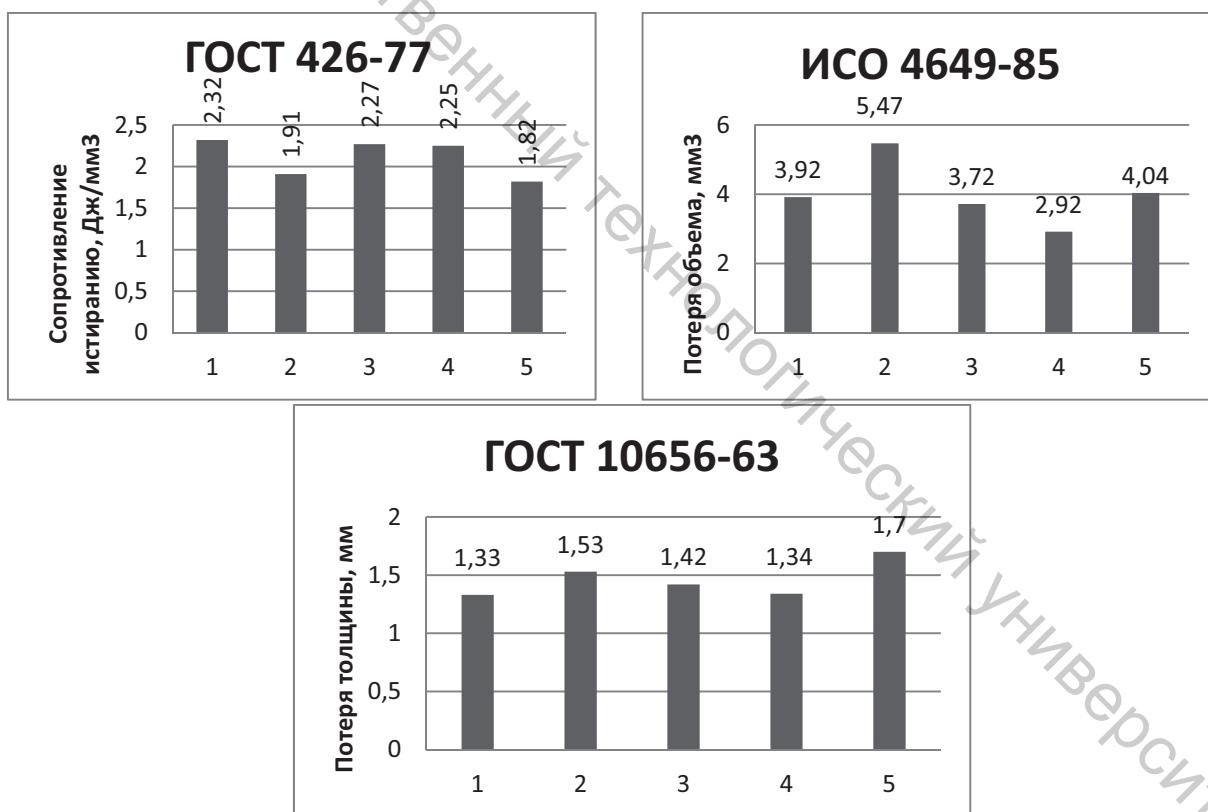 ГОСТ 426-77
Сопротивление
истиранию, Дж/мм3
2,5
2
1,5
1
0,5
0
2,32
1,91
2,27
2,25
1,82
1 2 3 4 5
ИСО 4649-85
Потеря объема, мм3
6
4
2
0
3,92
5,47
3,72
2,92
4,04
1 2 3 4 5
ГОСТ 10656-63
Потеря толщины, мм
2
1,5
1
0,5
0
1,33
1,53
1,42
1,34
1,7
1 2 3 4 5
ственный технологический универси